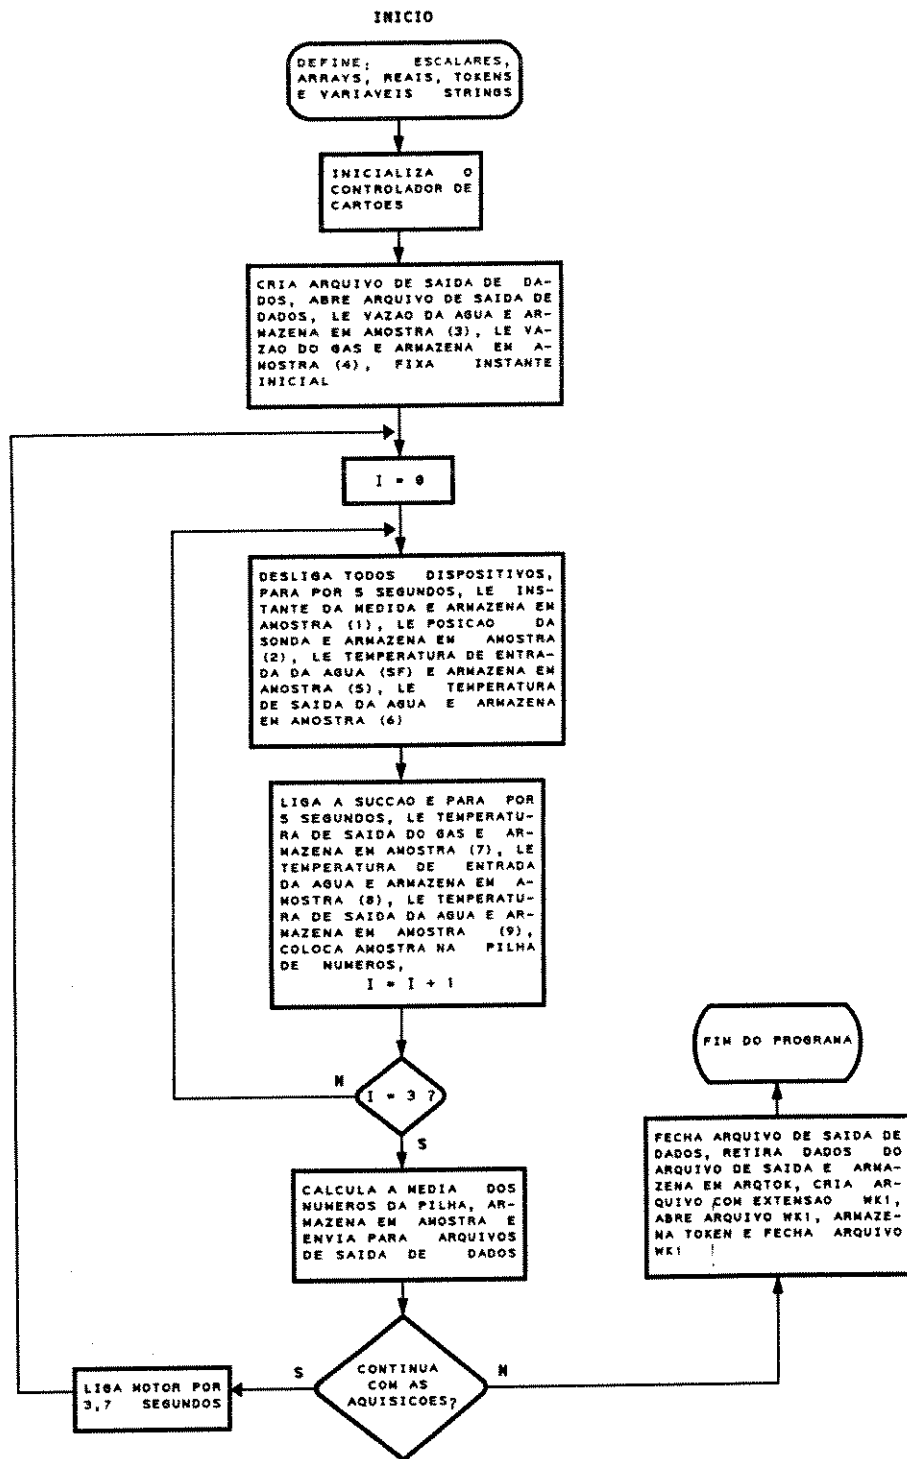 INICIO
DEFINE; ESCALARES,
ARRAYS, REAIS, TOKENS
E VARIAVEIS STRINGS
INICIALIZA O
CONTROLADOR DE
CARTOES
CRIA ARQUIVO DE SAIDA DE DA-
DOS, ABRE ARQUIVO DE SAIDA DE
DADOS, LE VAZAO DA AGUA E AR-
MAZENA EM AMOSTRA (3), LE VA-
ZAO DO GAS E ARMAZENA EM A-
MOSTRA (4), FIXA INSTANTE
INICIAL
I = 0
DESLIGA TODOS DISPOSITIVOS,
PARA POR 5 SEGUNDOS, LE INS-
TANTE DA MEDIDA E ARMAZENA EM
AMOSTRA (1), LE POSICAO DA
SONDA E ARMAZENA EM AMOSTRA
(2), LE TEMPERATURA DE ENTRA-
DA DA AGUA (SF) E ARMAZENA EM
AMOSTRA (5), LE TEMPERATURA
DE SAIDA DA AGUA E ARMAZENA
EM AMOSTRA (6)
LIGA A SUCCAO E PARA POR
5 SEGUNDOS, LE TEMPERATU-
RA DE SAIDA DO GAS E AR-
MAZENA EM AMOSTRA (7), LE
TEMPERATURA DE ENTRADA
DA AGUA E ARMAZENA EM A-
MOSTRA (8), LE TEMPERATU-
RA DE SAIDA DA AGUA E AR-
MAZENA EM AMOSTRA (9),
COLOCA AMOSTRA NA PILHA
DE NUMEROS,
I = I + 1
N
I = 3 ?
S
CALCULA A MEDIA DOS
NUMEROS DA PILHA, AR-
MAZENA EM AMOSTRA E
ENVIA PARA ARQUIVOS
DE SAIDA DE DADOS
CONTINUA
COM AS
AQUISICOES?
S
N
LIGA MOTOR POR
3,7 SEGUNDOS
FECHA ARQUIVO DE SAIDA DE
DADOS, RETIRA DADOS DO
ARQUIVO DE SAIDA E ARMA-
ZENA EM ARQTOK, CRIA AR-
QUIVO COM EXTENSAO WK1,
ABRE ARQUIVO WK1, ARMAZE-
NA TOKEN E FECHA ARQUIVO
WK1
FIM DO PROGRAMA